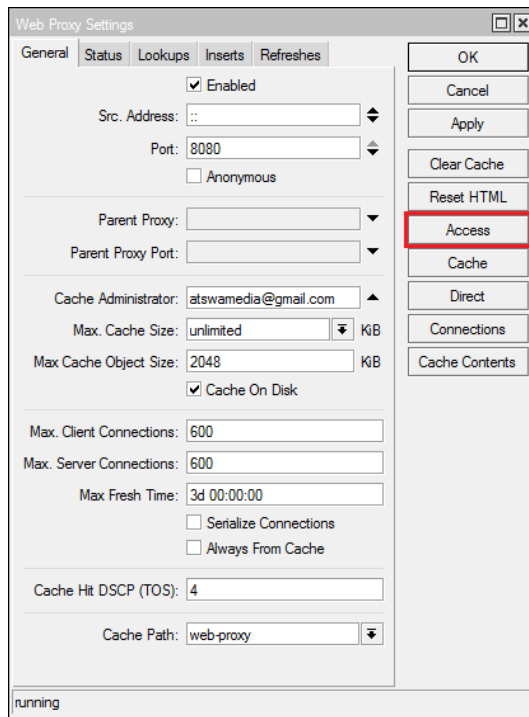 Web Proxy Settings
General Status Lookups Inserts Refreshes
Enabled
Src. Address: ::
Port: 8080
Anonymous
Parent Proxy:
Parent Proxy Port:
Cache Administrator: atswamedia@gmail.com
Max. Cache Size: unlimited KiB
Max Cache Object Size: 2048 KiB
Cache On Disk
Max. Client Connections: 600
Max. Server Connections: 600
Max Fresh Time: 3d 00:00:00
Serialize Connections
Always From Cache
Cache Hit DSCP (TOS): 4
Cache Path: web-proxy
OK
Cancel
Apply
Clear Cache
Reset HTML
Access
Cache
Direct
Connections
Cache Contents
running